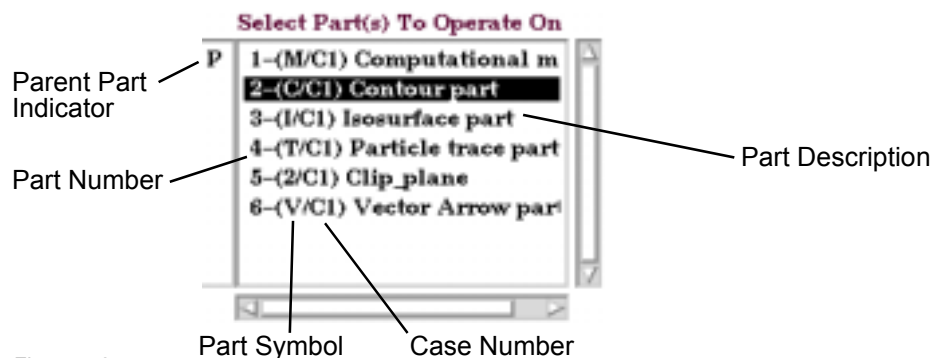 Select Part(s) To Operate On
P 1-(M/C1) Computational m
Parent Part
Indicator
2-(C/C1) Contour part
3-(I/C1) Isosurface part
4-(T/C1) Particle trace part
Part Description
Part Number
5-(2/C1) Clip_plane
6-(V/C1) Vector Arrow part
Part Symbol
Case Number